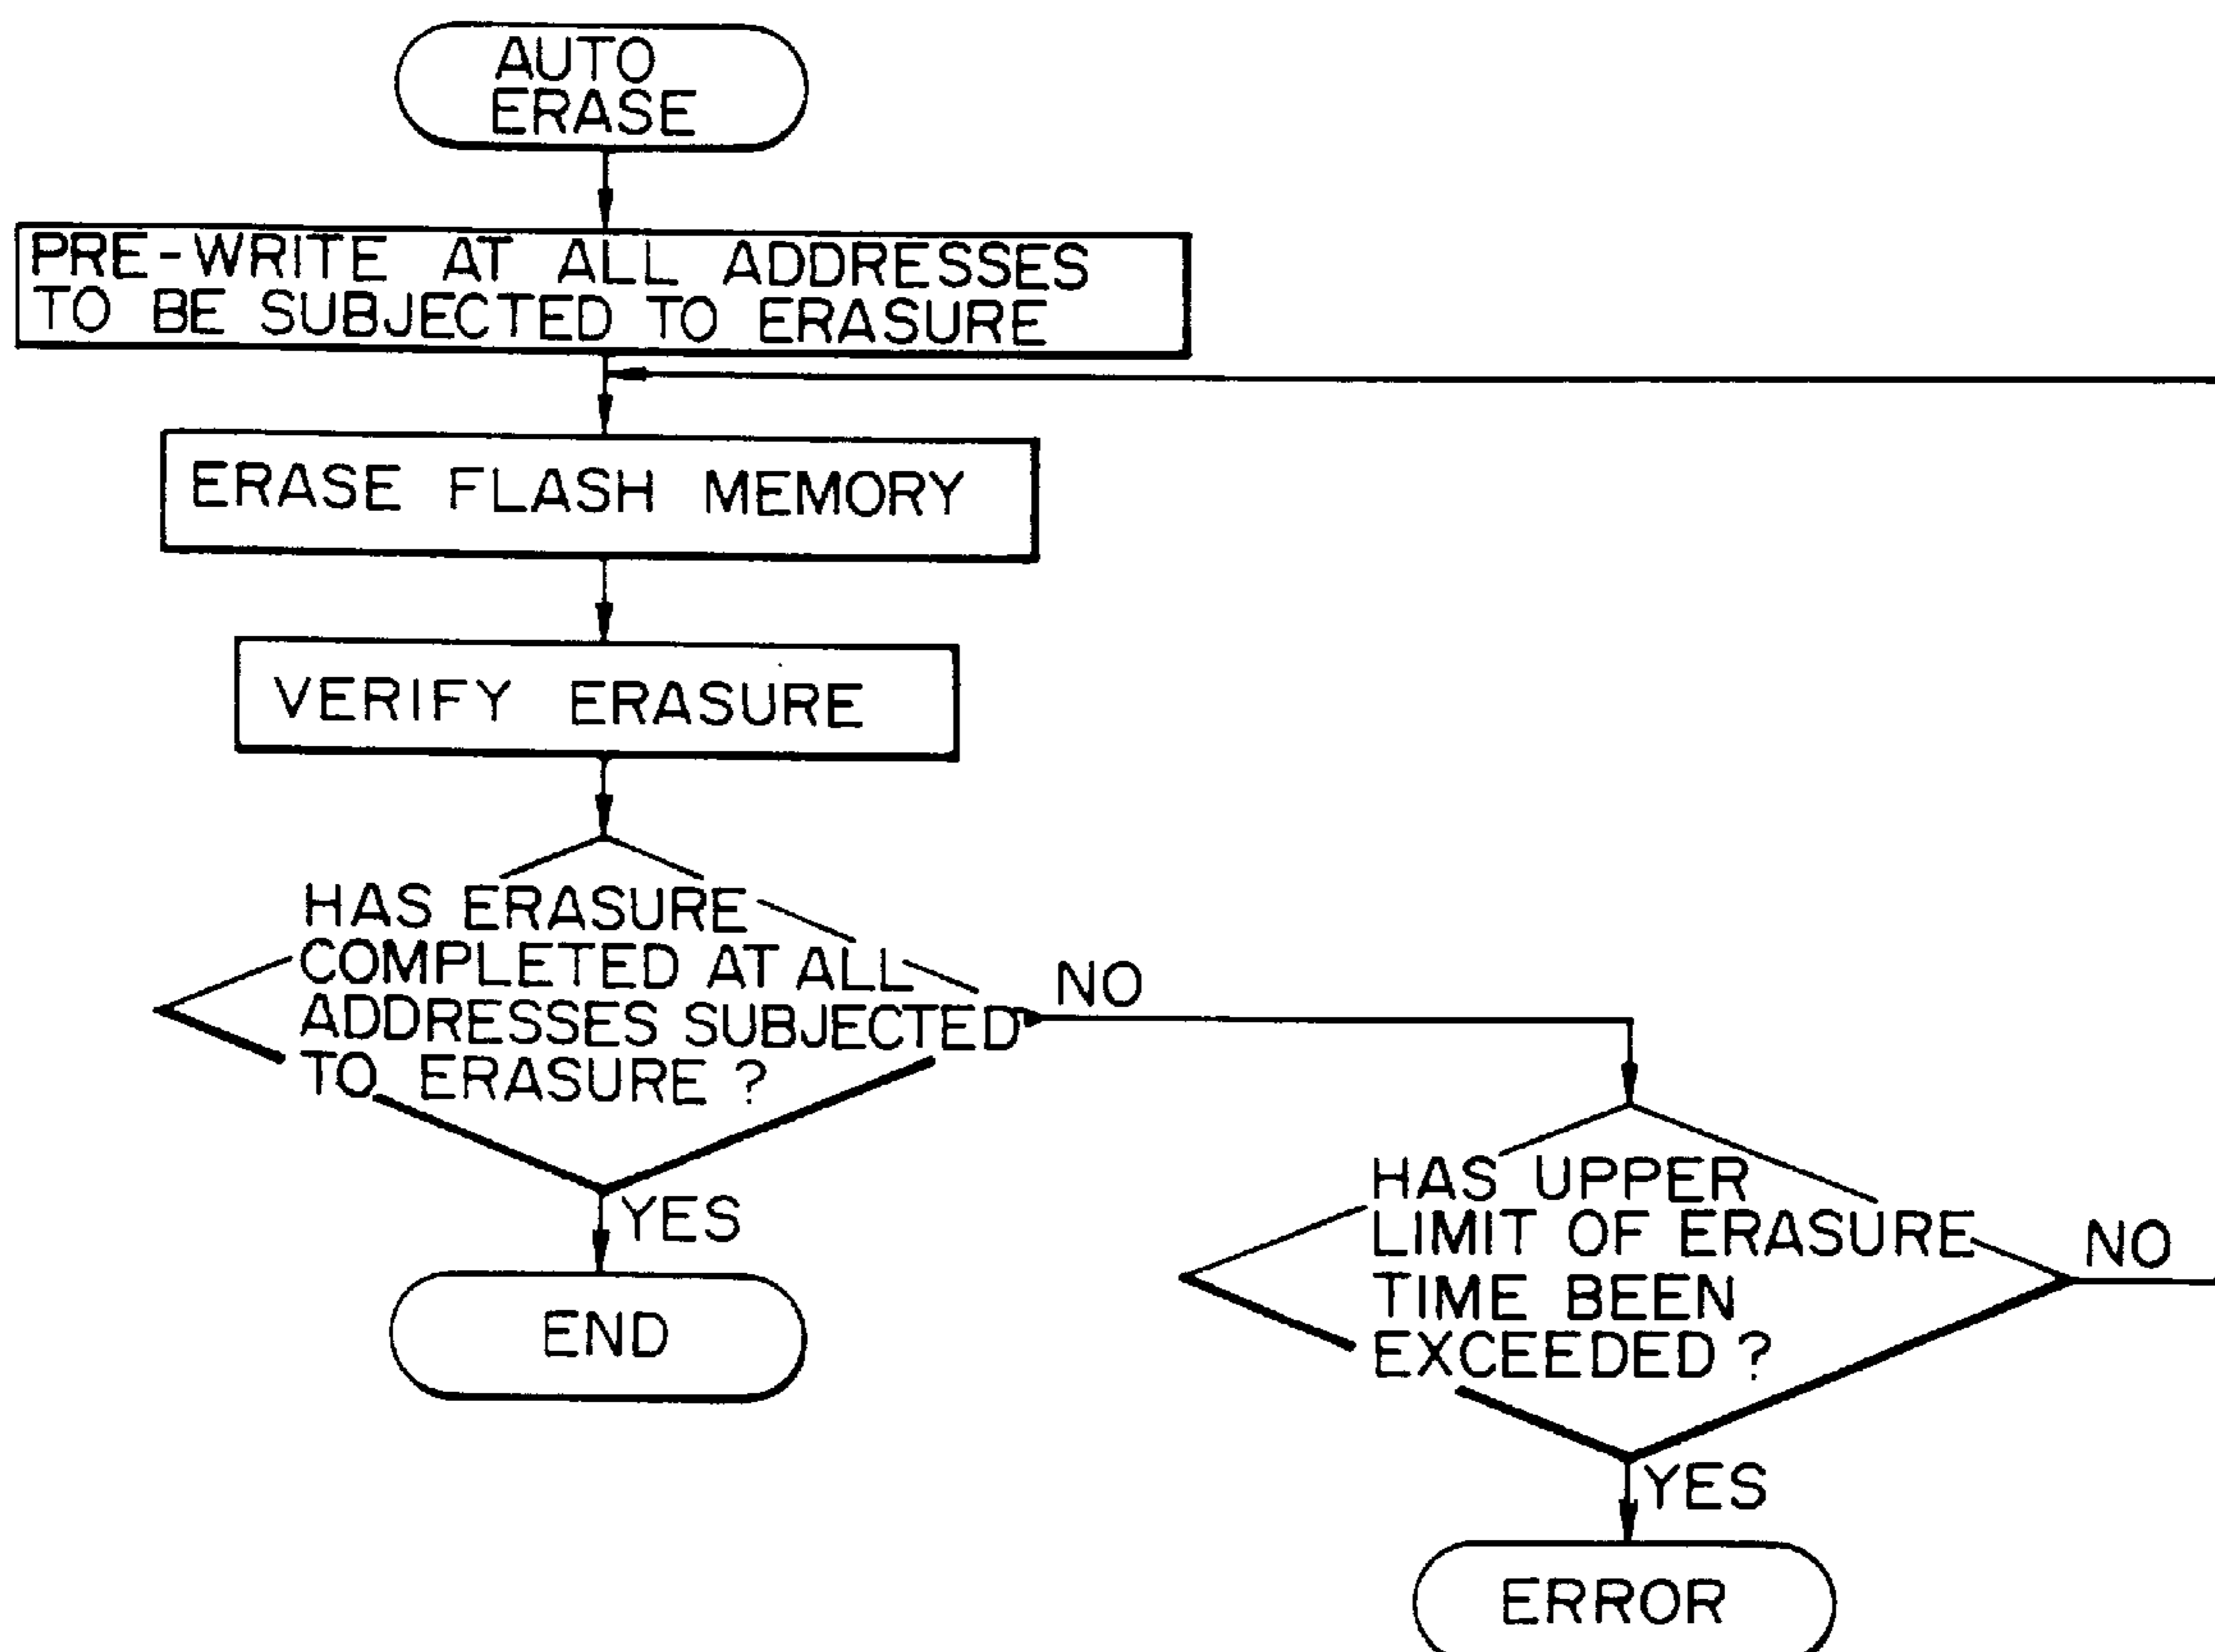 AUTO
ERASE
PRE-WRITE AT ALL ADDRESSES
TO BE SUBJECTED TO ERASURE
ERASE FLASH MEMORY
VERIFY ERASURE
HAS ERASURE
COMPLETED AT ALL
ADDRESSES SUBJECTED
TO ERASURE ?
NO
YES
END
HAS UPPER
LIMIT OF ERASURE
TIME BEEN
EXCEEDED ?
NO
YES
ERROR